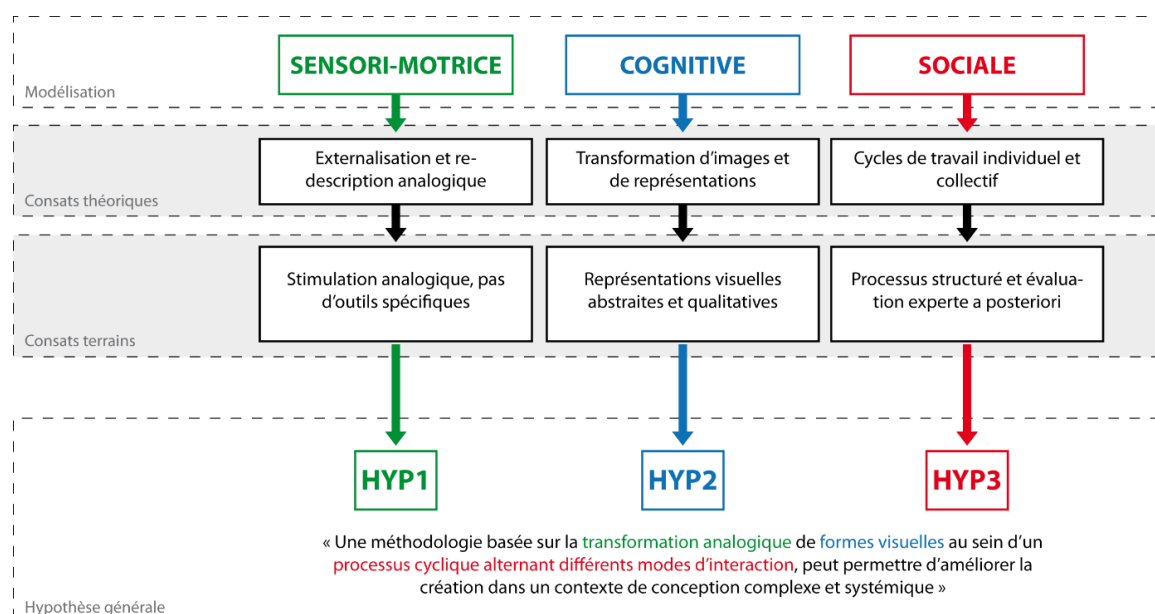 SENSORI-MOTRICE
COGNITIVE
SOCIALE
Modélisation
Externalisation et re-
description analogique
Transformation d’images et
de représentations
Cycles de travail individuel et
collectif
Consats théoriques
Stimulation analogique, pas
d’outils spécifiques
Représentations visuelles
abstraites et qualitatives
Processus structuré et évalua-
tion experte a posteriori
Consats terrains
HYP1
HYP2
HYP3
« Une méthodologie basée sur la transformation analogique de formes visuelles au sein d’un
processus cyclique alternant différents modes d’interaction, peut permettre d’améliorer la
création dans un contexte de conception complexe et systémique »
Hypothèse générale